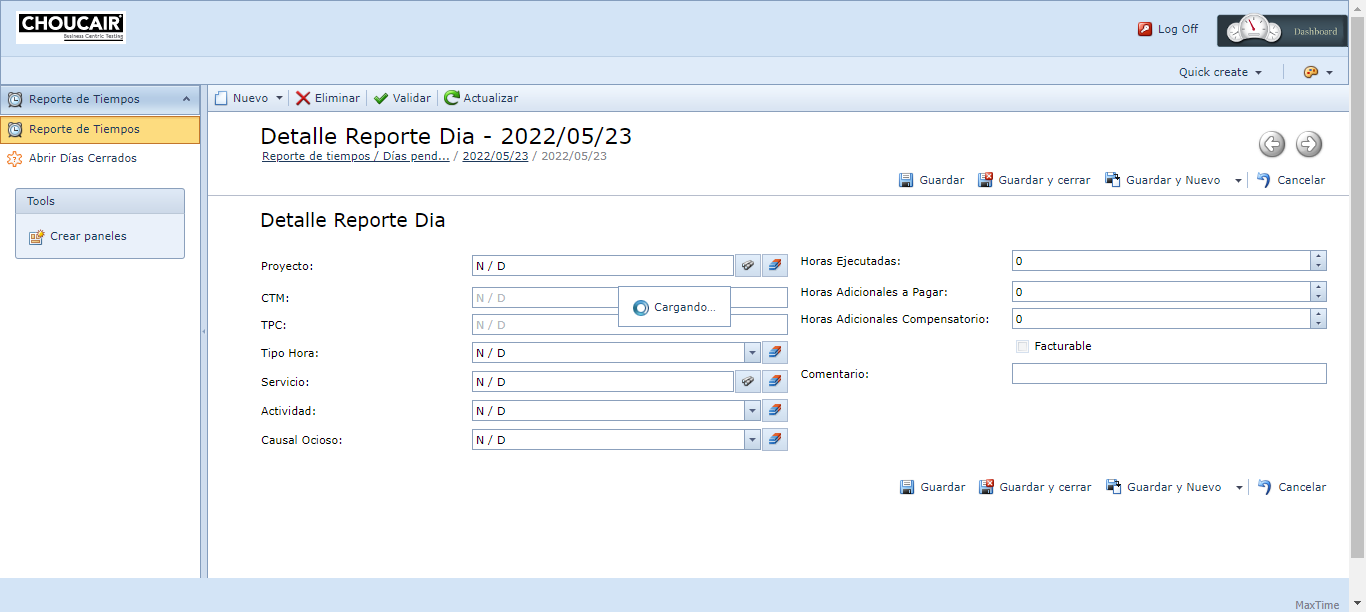 CHOUCAIR
Business Centric Testing
Log Off
Dashboard
Quick create
Reporte de Tiempos
Nuevo Eliminar Validar Actualizar
Reporte de Tiempos
Abrir Días Cerrados
Tools
Crear paneles
Detalle Reporte Dia - 2022/05/23
Reporte de tiempos / Días pend... / 2022/05/23 / 2022/05/23
Guardar Guardar y cerrar Guardar y Nuevo Cancelar
Detalle Reporte Dia
Proyecto: N / D
CTM: N / D
TPC: N / D
Tipo Hora: N / D
Servicio: N / D
Actividad: N / D
Causal Ocioso: N / D
Cargando...
Horas Ejecutadas: 0
Horas Adicionales a Pagar: 0
Horas Adicionales Compensatorio: 0
Facturable
Comentario:
Guardar Guardar y cerrar Guardar y Nuevo Cancelar
MaxTime